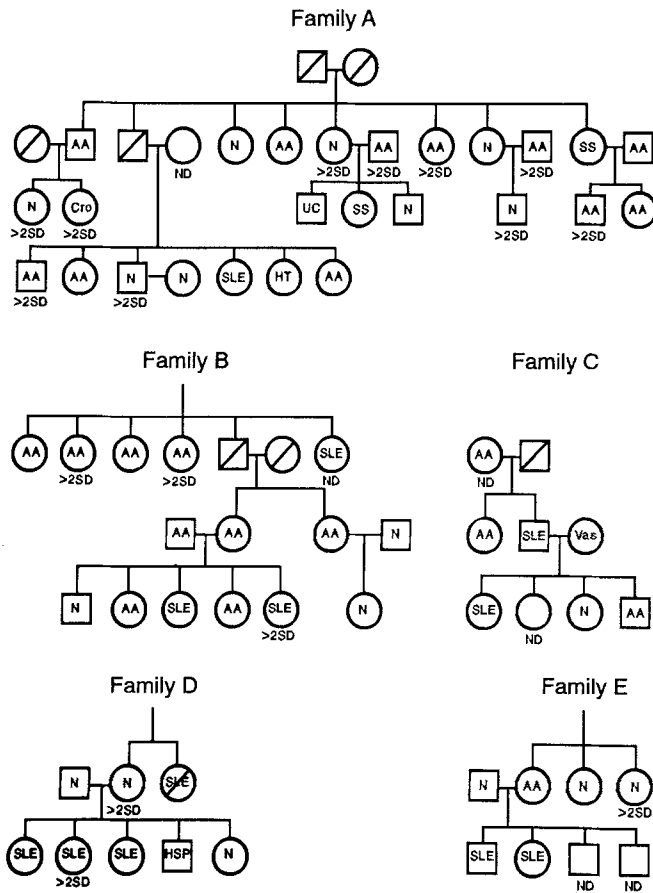 Family A
AA N AA N AA AA N AA SS AA
ND >2SD >2SD >2SD >2SD
N Cro UC SS N N AA AA
>2SD >2SD >2SD >2SD
AA AA N N SLE HT AA
>2SD >2SD
Family B
AA AA AA AA SLE
>2SD >2SD ND
AA AA AA N
N AA SLE AA SLE N
>2SD
Family C
AA
ND
AA SLE Vas
SLE N AA
ND
Family D
N N SLE
>2SD
SLE SLE SLE HSP N
>2SD
Family E
N AA N N
>2SD
SLE SLE
ND ND